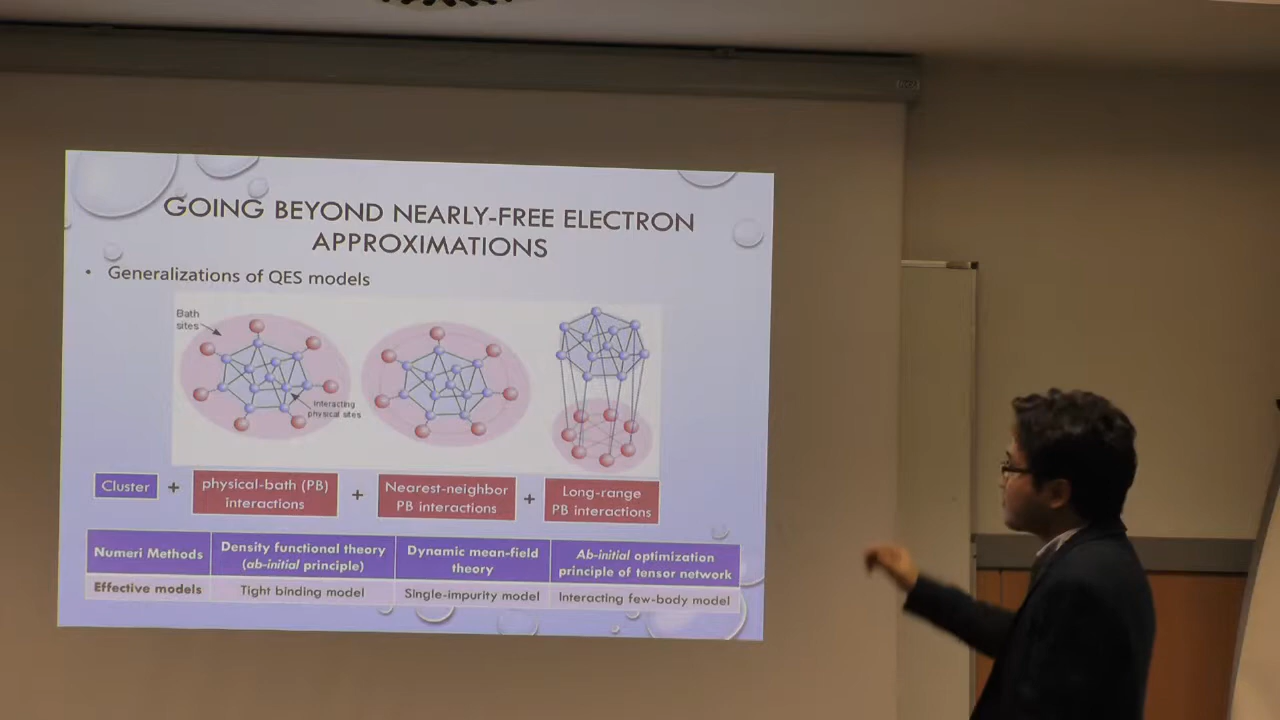 GOING BEYOND NEARLY-FREE ELECTRON
APPROXIMATIONS
• Generalizations of QES models
Bath
sites
Interacting
physical sites
Cluster + physical-bath (PB) interactions + Nearest-neighbor PB interactions + Long-range PB interactions
Numeri Methods
Density functional theory
(ab-initial principle)
Dynamic mean-field
theory
Ab-initial optimization
principle of tensor network
Effective models
Tight binding model
Single-impurity model
Interacting few-body model